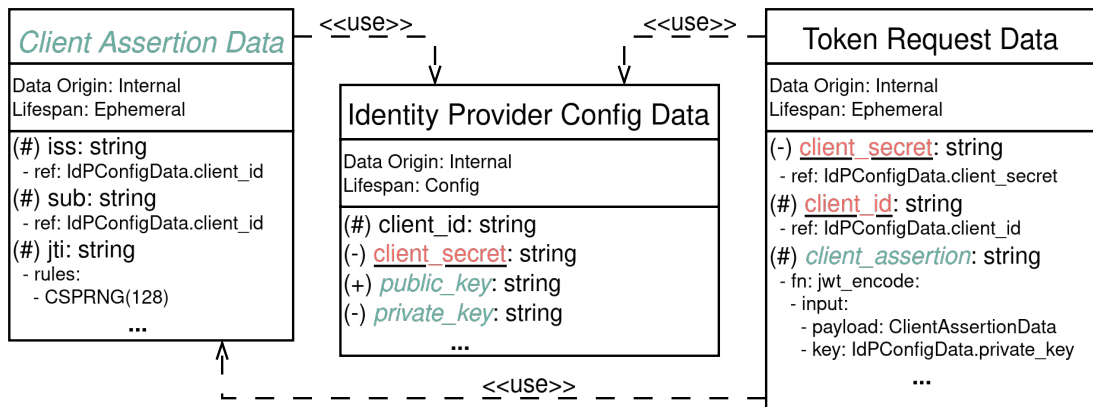 <<use>>
<<use>>
Client Assertion Data
Data Origin: Internal
Lifespan: Ephemeral
(#) iss: string
- ref: IdPConfigData.client_id
(#) sub: string
- ref: IdPConfigData.client_id
(#) jti: string
- rules:
- CSPRNG(128)
...
Identity Provider Config Data
Data Origin: Internal
Lifespan: Config
(#) client_id: string
(-) client_secret: string
(+) public_key: string
(-) private_key: string
...
Token Request Data
Data Origin: Internal
Lifespan: Ephemeral
(-) client_secret: string
- ref: IdPConfigData.client_secret
(#) client_id: string
- ref: IdPConfigData.client_id
(#) client_assertion: string
- fn: jwt_encode:
- input:
- payload: ClientAssertionData
- key: IdPConfigData.private_key
...
<<use>>